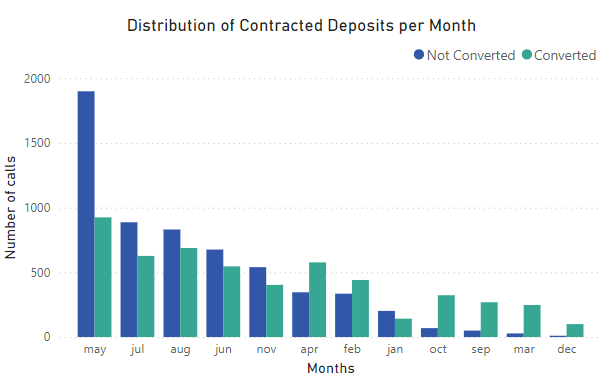 Distribution of Contracted Deposits per Month
Not Converted Converted
Number of calls
2000
1500
1000
500
0
may jul aug jun nov apr feb jan oct sep mar dec
Months